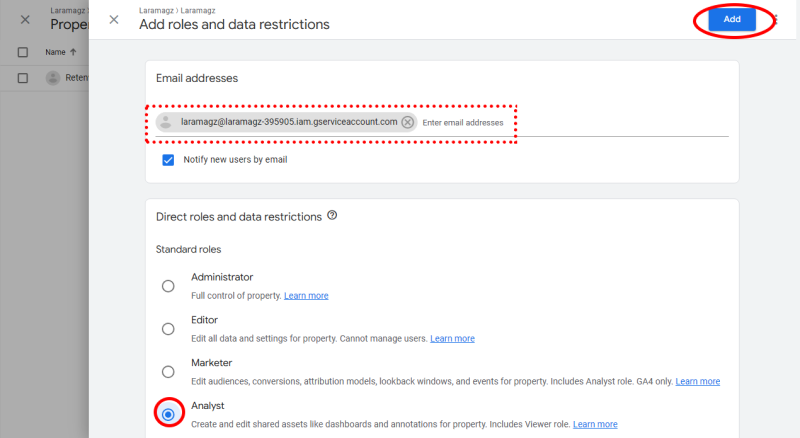 Laramagz › Laramagz
Add roles and data restrictions
Add
Laramagz
Prope
Name
Reten
Email addresses
laramagz@laramagz-395905.iam.gserviceaccount.com Enter email addresses
Notify new users by email
Direct roles and data restrictions
Standard roles
Administrator
Full control of property. Learn more
Editor
Edit all data and settings for property. Cannot manage users. Learn more
Marketer
Edit audiences, conversions, attribution models, lookback windows, and events for property. Includes Analyst role. GA4 only. Learn more
Analyst
Create and edit shared assets like dashboards and annotations for property. Includes Viewer role. Learn more